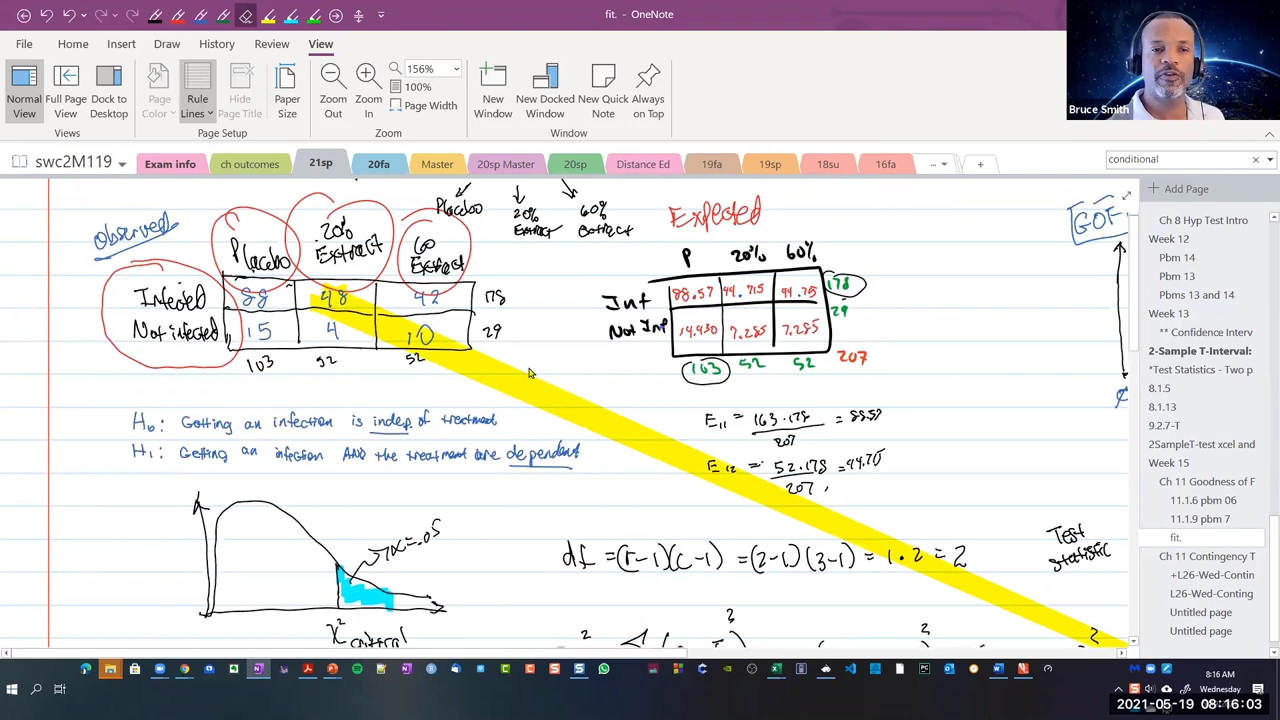 fit. - OneNote
File Home Insert Draw History Review View
Normal View
Full Page View
Dock to Desktop
Page Color
Rule Lines
Hide Page Title
Paper Size
Zoom Out
Zoom In
156%
100%
Page Width
New Window
New Docked Window
New Quick Note
Always on Top
Views
Page Setup
Zoom
Window
Bruce Smith
swc2M119
Exam info
ch outcomes
21sp
20fa
Master
20sp Master
20sp
Distance Ed
19fa
19sp
18su
16fa
conditional
Add Page
Ch 8 Hyp Test Intro
Week 12
Pbm 14
Pbm 13
Pbms 13 and 14
Week 13
** Confidence Interv
2-Sample T-Interval:
*Test Statistics - Two p
8.1.5
8.1.13
9.2.7-T
2SampleT-test xcel and
Week 15
Ch 11 Goodness of F
11.1.6 pbm 06
11.1.9 pbm 7
fit.
Ch 11 Contingency T
+L26-Wed-Contin
L26-Wed-Conting
Untitled page
Untitled page
Placebo
20% Extract
60% Extract
observed
Placebo
20% Extract
60 Extract
Infected 88 48 42 178
Not infected 15 4 10 29
103 52 52
Expected
P 20% 60%
Inf 88.57 44.715 44.75 178
Not Inf 14.430 7.285 7.285 29
103 52 52 207
GOF
H₀: Getting an infection is indep of treatment
H₁: Getting an infection AND the treatment are dependent
E₁₁ = 103.178 / 207 = 88.57
E₁₂ = 52.178 / 207 = 44.715
α=.05
X² critical
df = (r-1)(c-1) = (2-1)(3-1) = 1.2 = 2
Test statistic
8:16 AM
Wednesday
2021-05-19 08:16:03